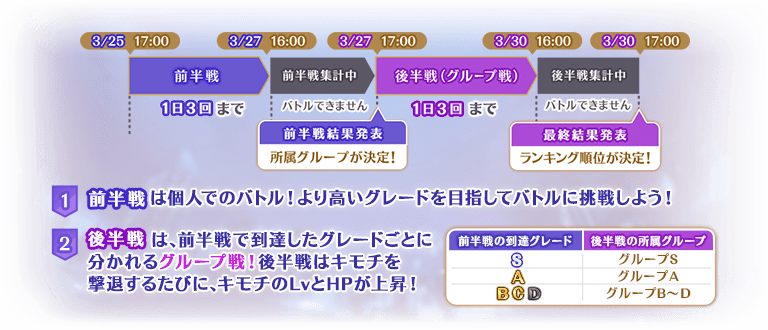 3/25 17:00 3/27 16:00 3/27 17:00 3/30 16:00 3/30 17:00
前半戦 前半戦集計中 後半戦(グループ戦) 後半戦集計中
1日3回まで バトルできません 1日3回まで バトルできません
前半戦結果発表 最終結果発表
所属グループが決定! ランキング順位が決定!
1 前半戦は個人でのバトル!より高いグレードを目指してバトルに挑戦しよう!
2 後半戦は、前半戦で到達したグレードごとに
分かれるグループ戦!後半戦はキモチを
撃退するたびに、キモチのLvとHPが上昇!
前半戦の到達グレード 後半戦の所属グループ
S グループS
A グループA
B C D グループB~D